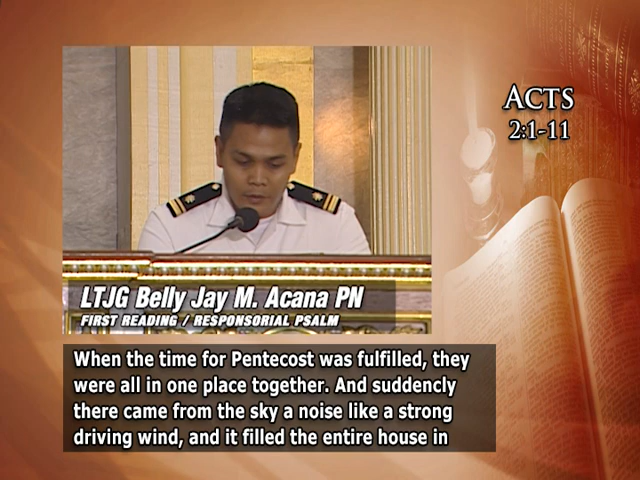 ACTS
2:1-11
LTJG Belly Jay M. Acana PN
FIRST READING / RESPONSORIAL PSALM
When the time for Pentecost was fulfilled, they
were all in one place together. And suddencly
there came from the sky a noise like a strong
driving wind, and it filled the entire house in